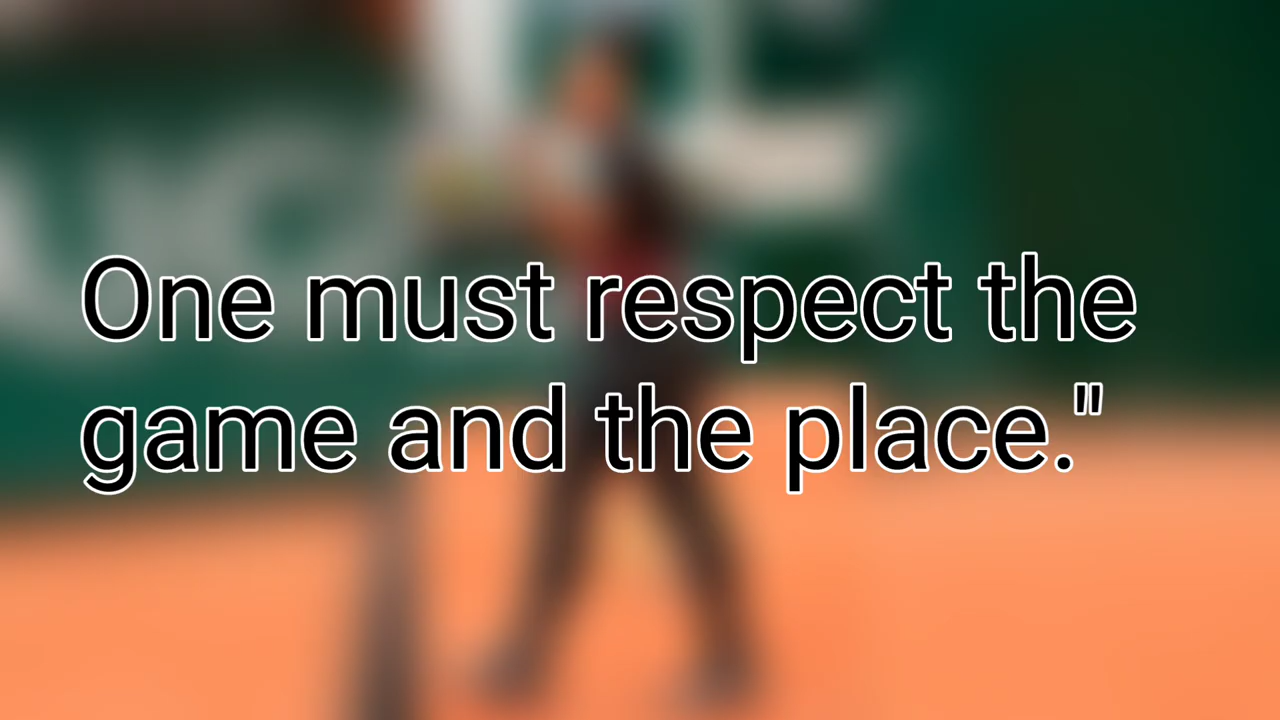 One must respect the
game and the place."